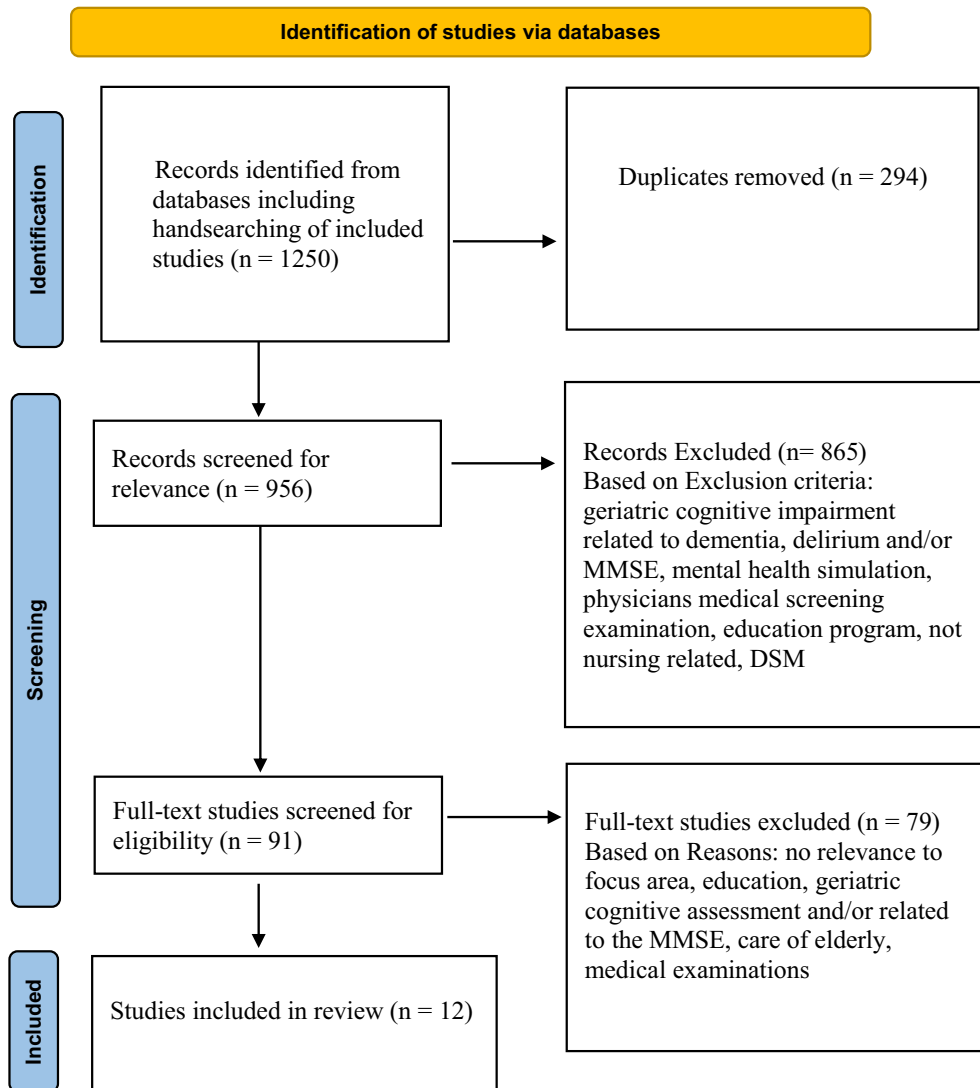 Identification of studies via databases
Identification
Records identified from
databases including
handsearching of included
studies (n = 1250)
Duplicates removed (n = 294)
Screening
Records screened for
relevance (n = 956)
Records Excluded (n= 865)
Based on Exclusion criteria:
geriatric cognitive impairment
related to dementia, delirium and/or
MMSE, mental health simulation,
physicians medical screening
examination, education program, not
nursing related, DSM
Full-text studies screened for
eligibility (n = 91)
Full-text studies excluded (n = 79)
Based on Reasons: no relevance to
focus area, education, geriatric
cognitive assessment and/or related
to the MMSE, care of elderly,
medical examinations
Included
Studies included in review (n = 12)